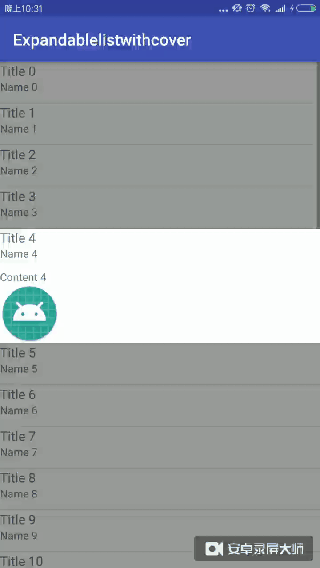 晚上10:31
Expandablelistwithcover
Title 0
Name 0
Title 1
Name 1
Title 2
Name 2
Title 3
Name 3
Title 4
Name 4
Content 4
Title 5
Name 5
Title 6
Name 6
Title 7
Name 7
Title 8
Name 8
Title 9
Name 9
安卓录屏大师
Title 10